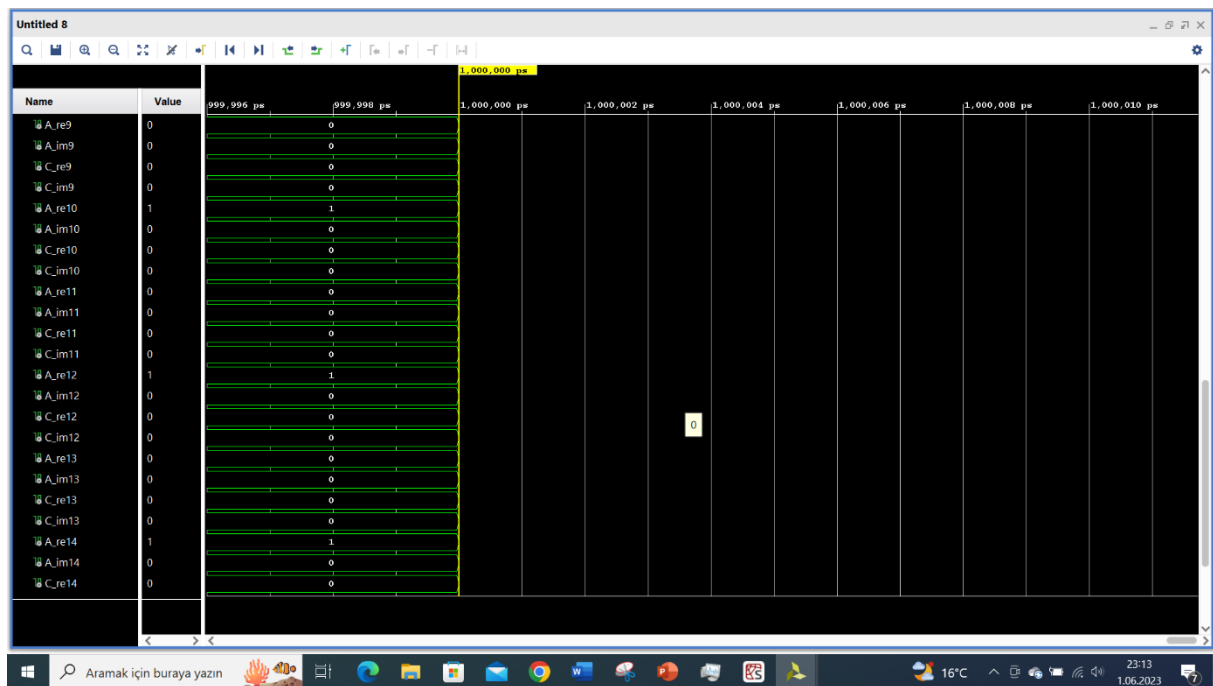 Untitled 8
1,000,000 ps
Name Value 999,996 ps 999,998 ps 1,000,000 ps 1,000,002 ps 1,000,004 ps 1,000,006 ps 1,000,008 ps 1,000,010 ps
A_re9 0 0
A_im9 0 0
C_re9 0 0
C_im9 0 0
A_re10 1 1
A_im10 0 0
C_re10 0 0
C_im10 0 0
A_re11 0 0
A_im11 0 0
C_re11 0 0
C_im11 0 0
A_re12 1 1
A_im12 0 0
C_re12 0 0 0
C_im12 0 0
A_re13 0 0
A_im13 0 0
C_re13 0 0
C_im13 0 0
A_re14 1 1
A_im14 0 0
C_re14 0 0
Aramak için buraya yazın 16°C 23:13
1.06.2023